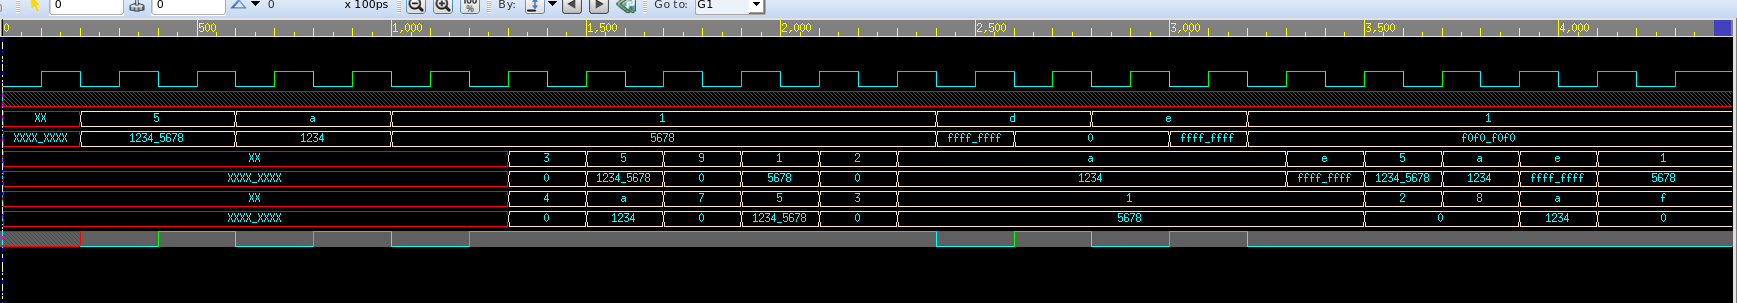 0 0 0 x 100ps 100 % By: Go to: G1
0 500 1,000 1,500 2,000 2,500 3,000 3,500 4,000
XX 5 a 1 d e 1
XXXX_XXXX 1234_5678 1234 5678 ffff_ffff 0 ffff_ffff f0f0_f0f0
XX 3 5 9 1 2 a e 5 a e 1
XXXX_XXXX 0 1234_5678 0 5678 0 1234 ffff_ffff 1234_5678 1234 ffff_ffff 5678
XX 4 a 7 5 3 1 2 8 a f
XXXX_XXXX 0 1234 0 1234_5678 0 5678 0 1234 0